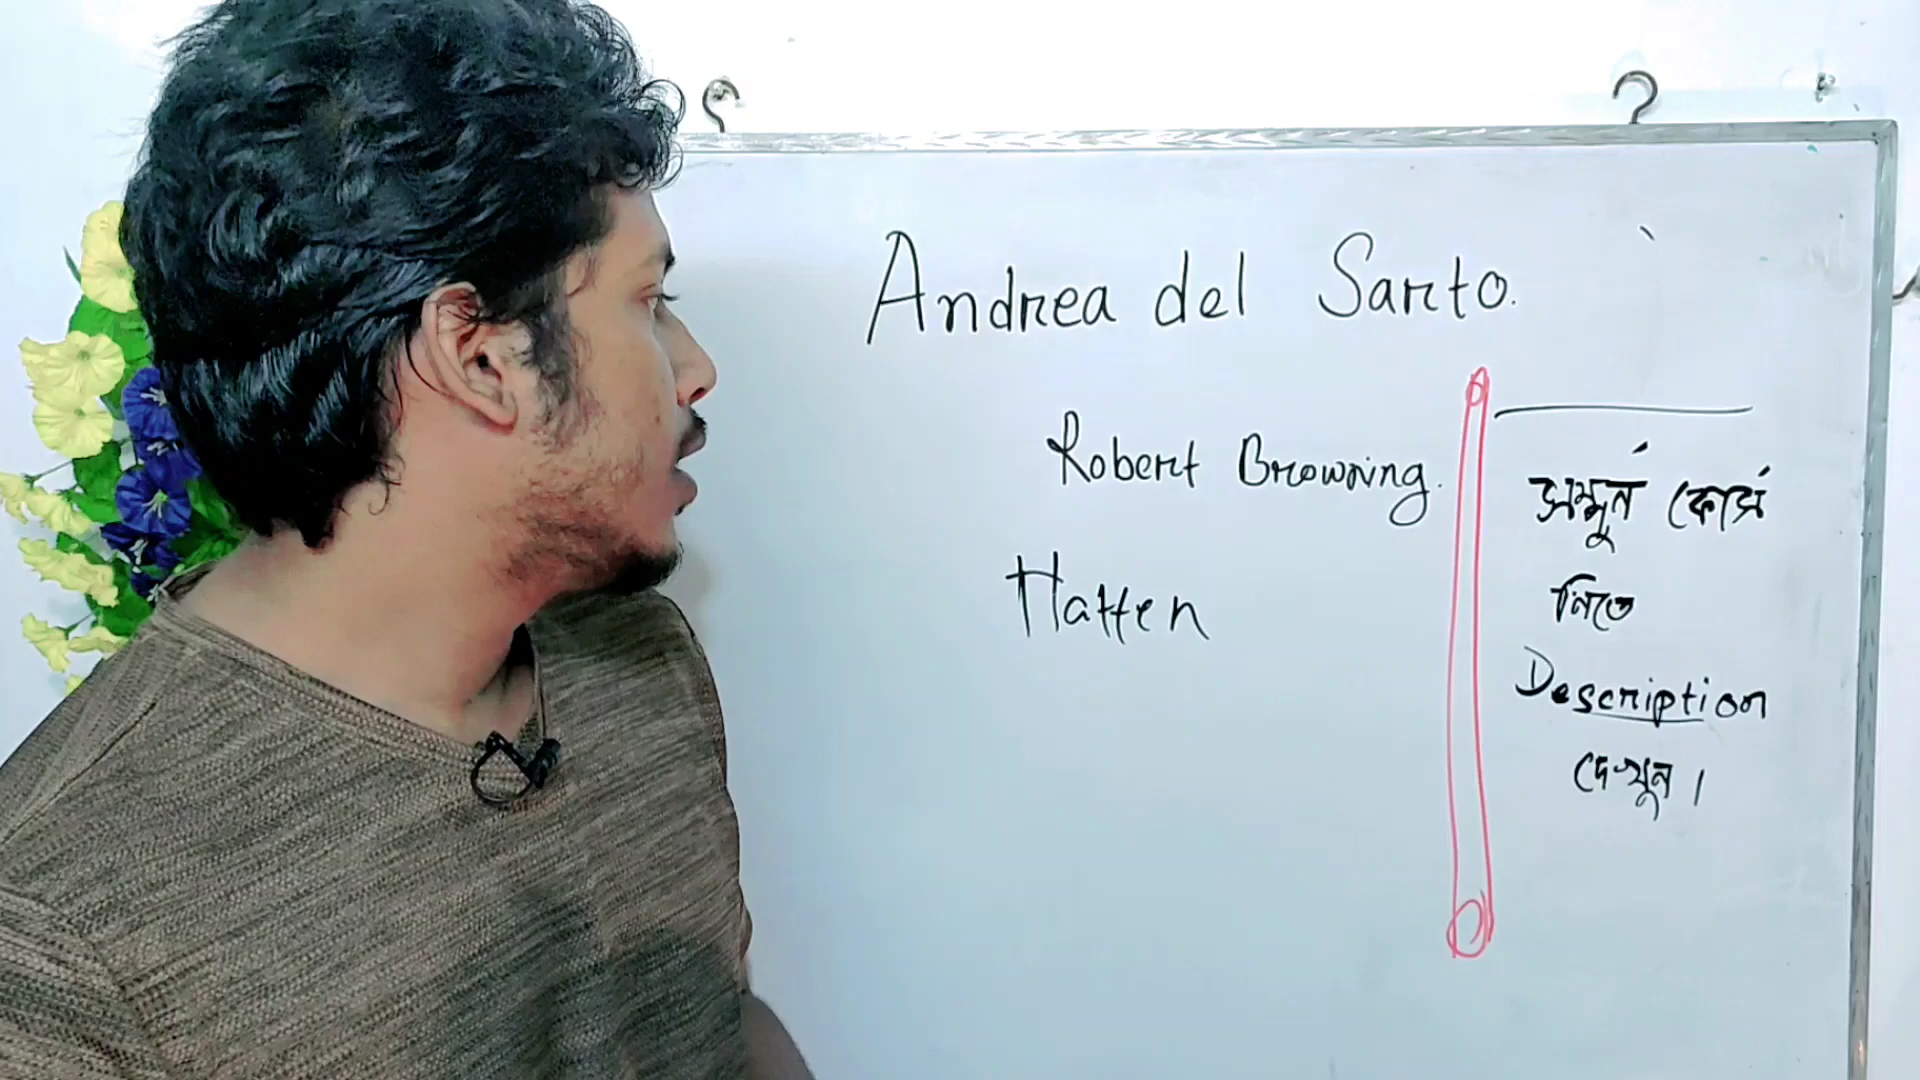 Andrea del Sarto.
Robert Browning.
Hatten
সম্পুর্ন কোর্স
নিতে
Description
দেখুন।